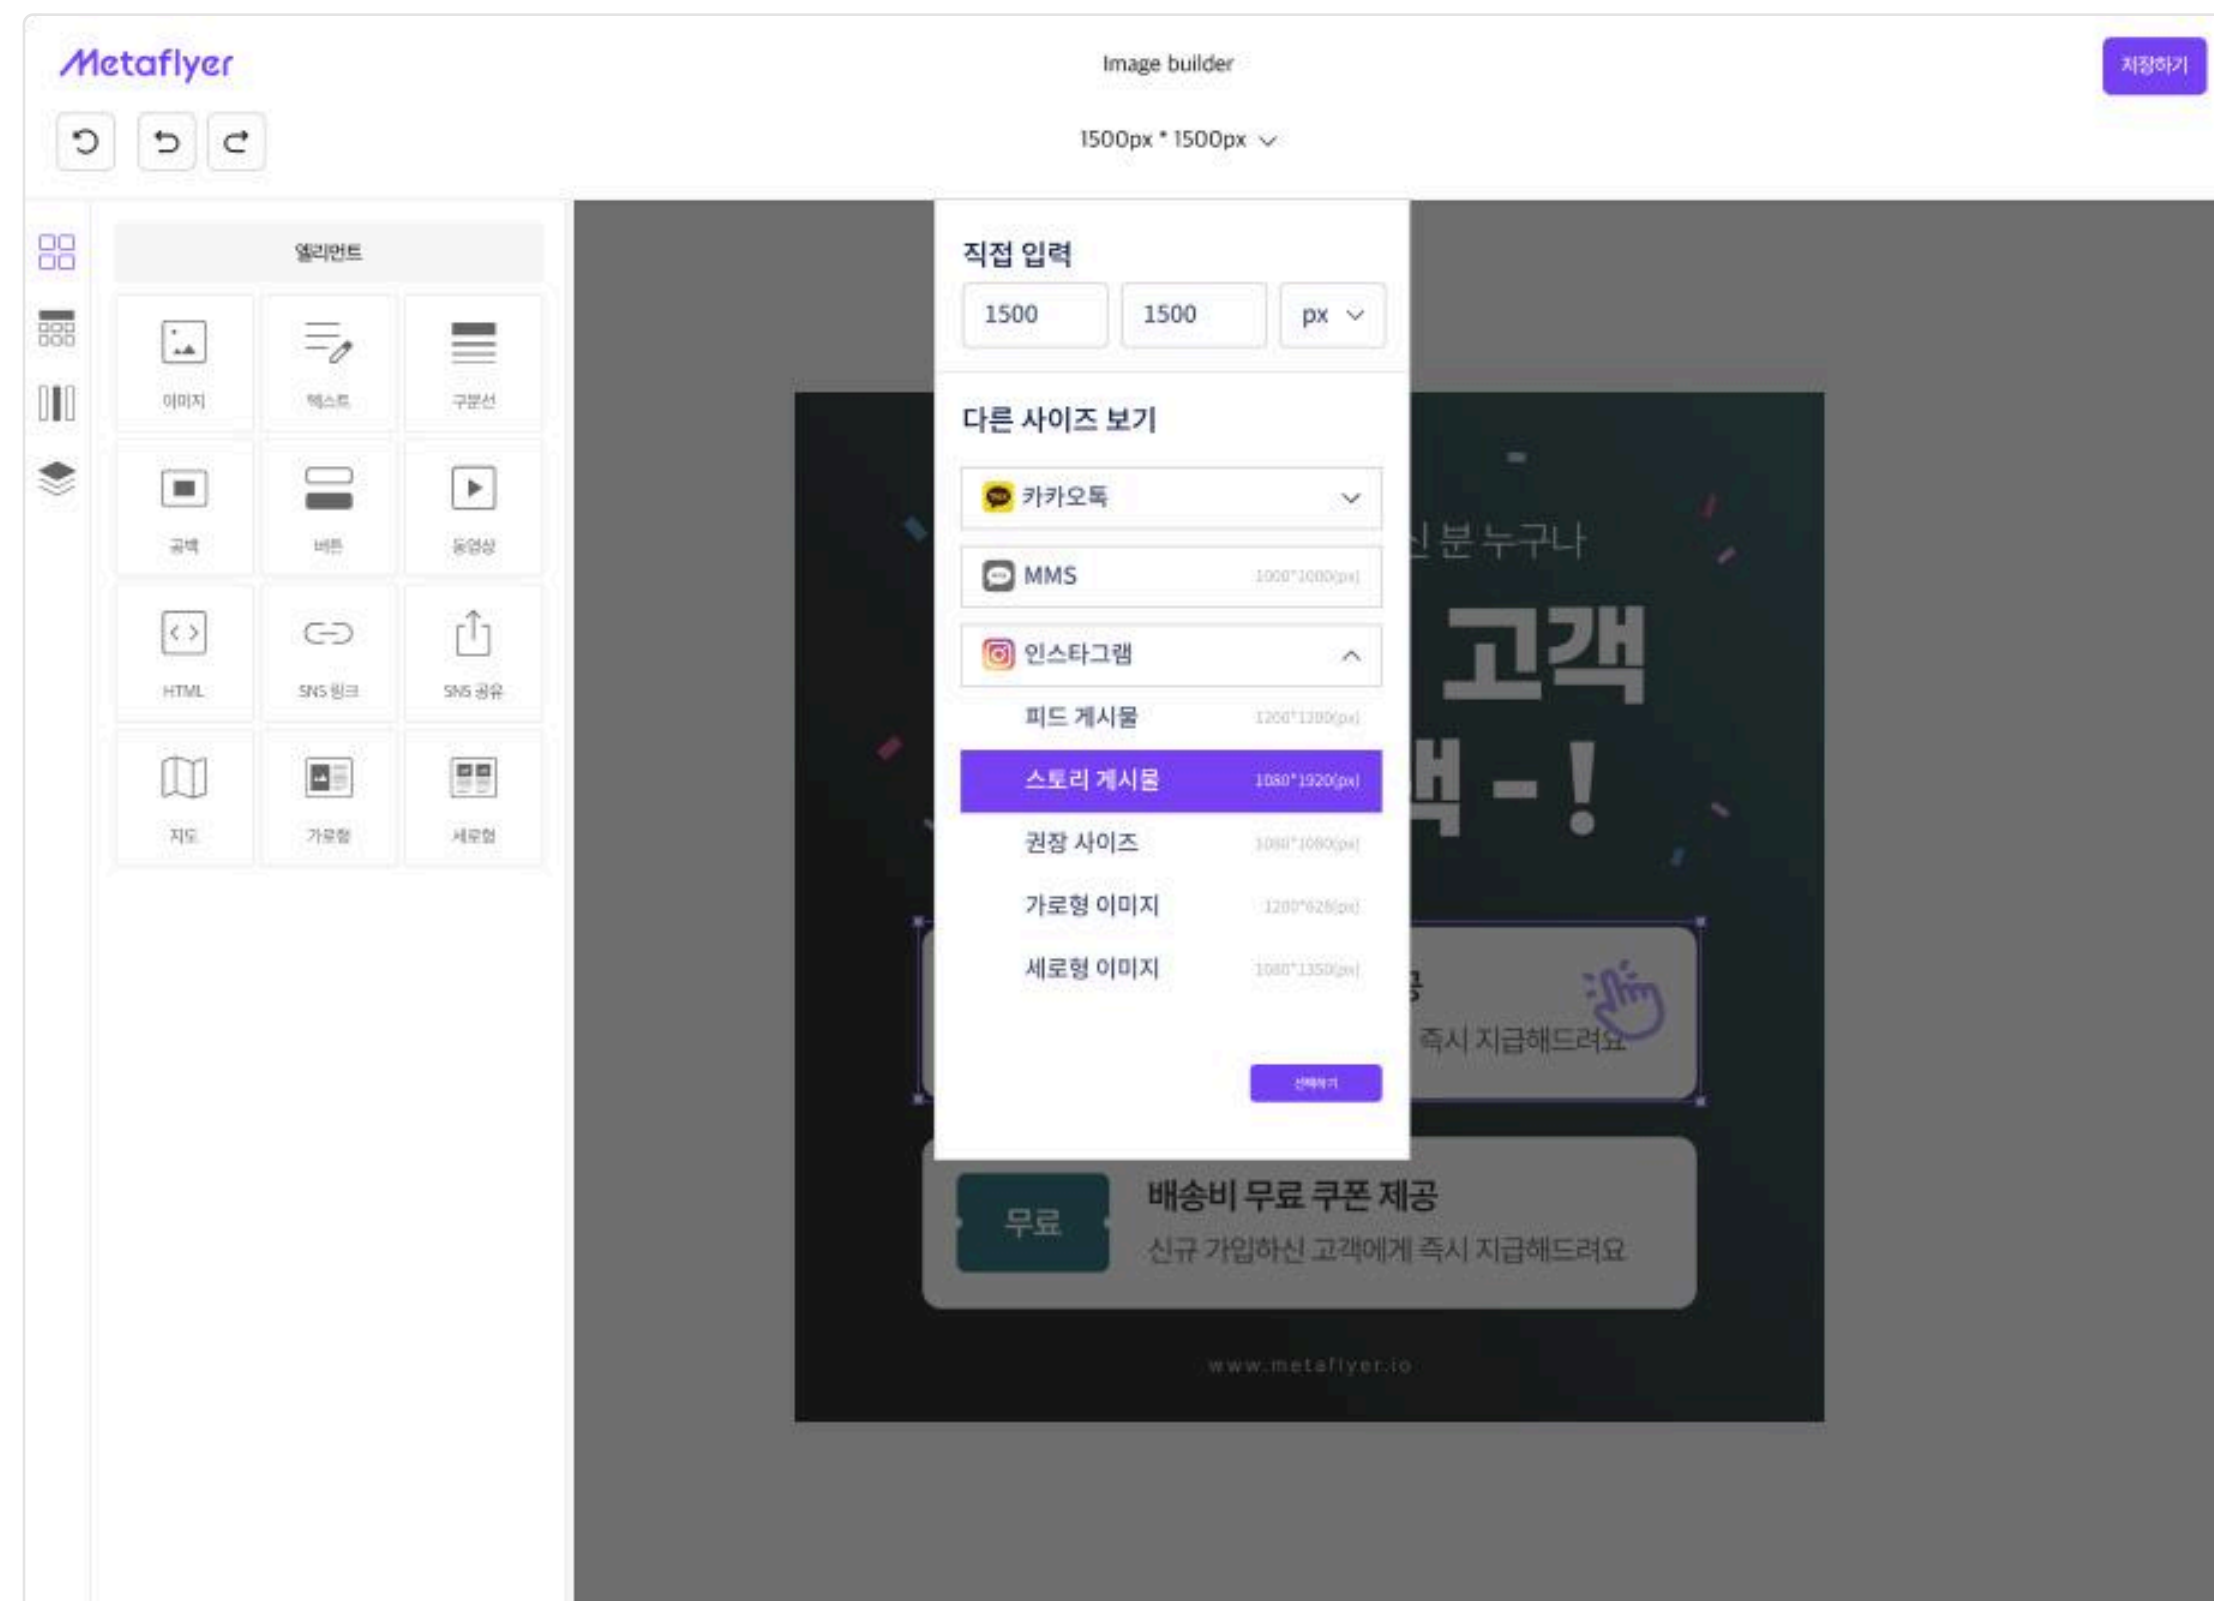 Metaflyer
Image builder
저장하기
1500px * 1500px
엘리먼트
이미지
텍스트
구분선
공백
버튼
동영상
HTML
SNS 링크
SNS 공유
지도
가로형
세로형
직접 입력
1500
1500
px
다른 사이즈 보기
카카오톡
MMS
1000*1000(px)
인스타그램
피드 게시물
1200*1200(px)
스토리 게시물
1080*1920(px)
권장 사이즈
1080*1080(px)
가로형 이미지
1200*628(px)
세로형 이미지
1080*1350(px)
선택하기
신 분 누구나
고객
택 - !
공
즉시 지급해드려요
무료
배송비 무료 쿠폰 제공
신규 가입하신 고객에게 즉시 지급해드려요
www.metaflyer.io